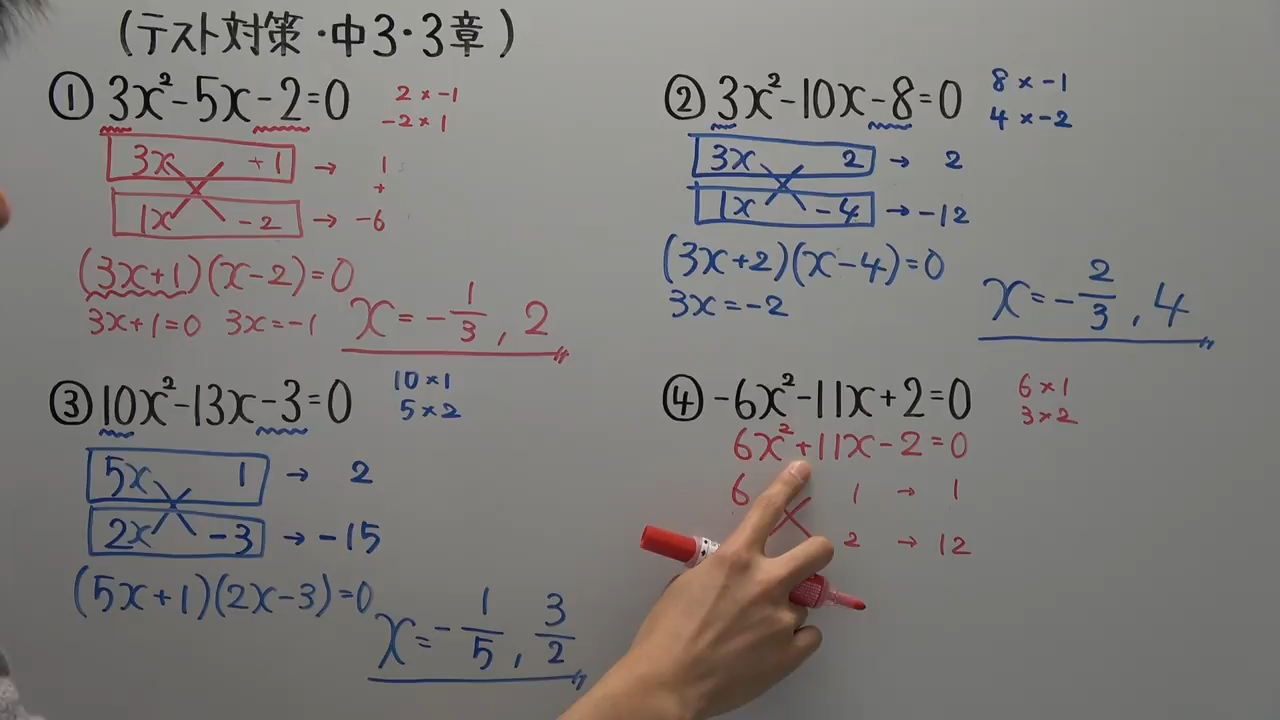 (テスト対策・中3・3章)
① 3x²-5x-2=0
2×-1
-2×1
3x +1 → 1
+
1x -2 → -6
(3x+1)(x-2)=0
3x+1=0 3x=-1
x=-1/3, 2
② 3x²-10x-8=0
8×-1
4×-2
3x 2 → 2
1x -4 → -12
(3x+2)(x-4)=0
3x=-2
x=-2/3, 4
③ 10x²-13x-3=0
10×1
5×2
5x 1 → 2
2x -3 → -15
(5x+1)(2x-3)=0
x=-1/5, 3/2
④ -6x²-11x+2=0
6×1
3×2
6x²+11x-2=0
6 1 → 1
2 → 12